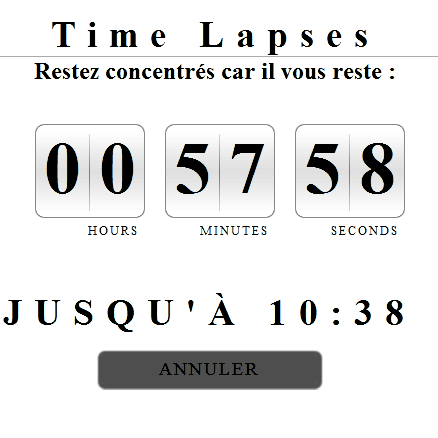 Time Lapses
Restez concentrés car il vous reste :
00 57 58
HOURS MINUTES SECONDS
JUSQU'À 10:38
ANNULER